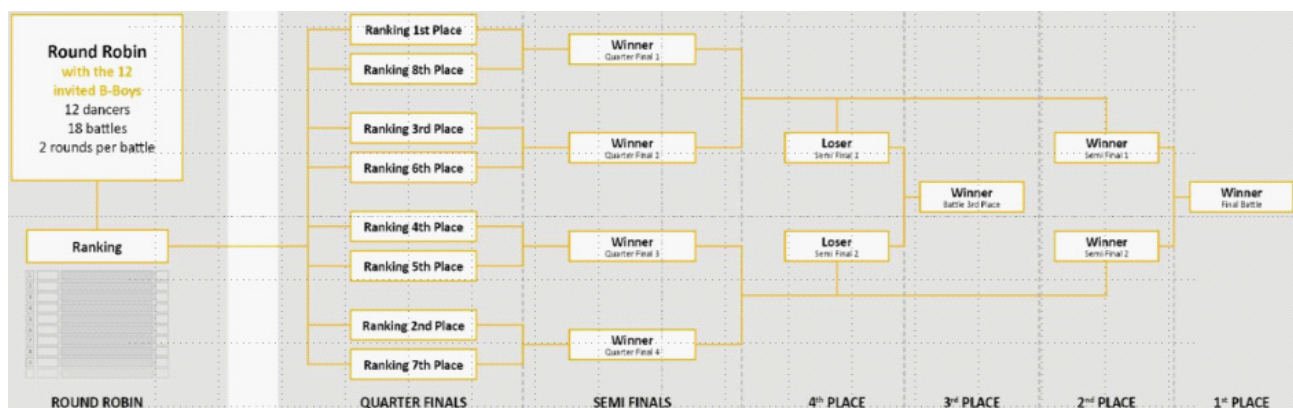 Round Robin
with the 12
invited B-Boys
12 dancers
18 battles
2 rounds per battle
Ranking
ROUND ROBIN
Ranking 1st Place
Ranking 8th Place
Ranking 3rd Place
Ranking 6th Place
Ranking 4th Place
Ranking 5th Place
Ranking 2nd Place
Ranking 7th Place
QUARTER FINALS
Winner
Quarter Final 1
Winner
Quarter Final 2
Winner
Quarter Final 3
Winner
Quarter Final 4
SEMI FINALS
Loser
Semi Final 1
Loser
Semi Final 2
4th PLACE
Winner
Battle 3rd Place
3rd PLACE
Winner
Semi Final 1
Winner
Semi Final 2
2nd PLACE
Winner
Final Battle
1st PLACE